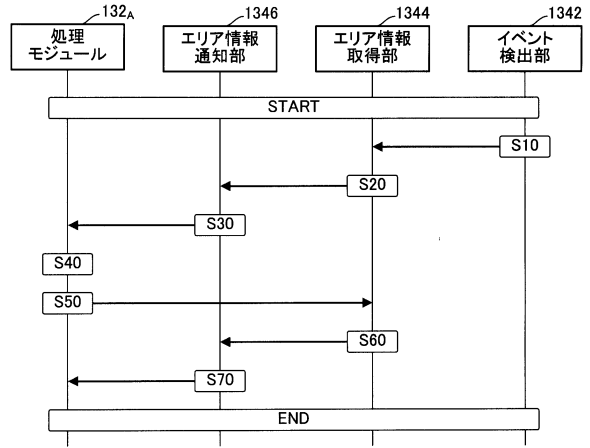 132A
処理
モジュール
1346
エリア情報
通知部
1344
エリア情報
取得部
1342
イベント
検出部
START
S10
S20
S30
S40
S50
S60
S70
END